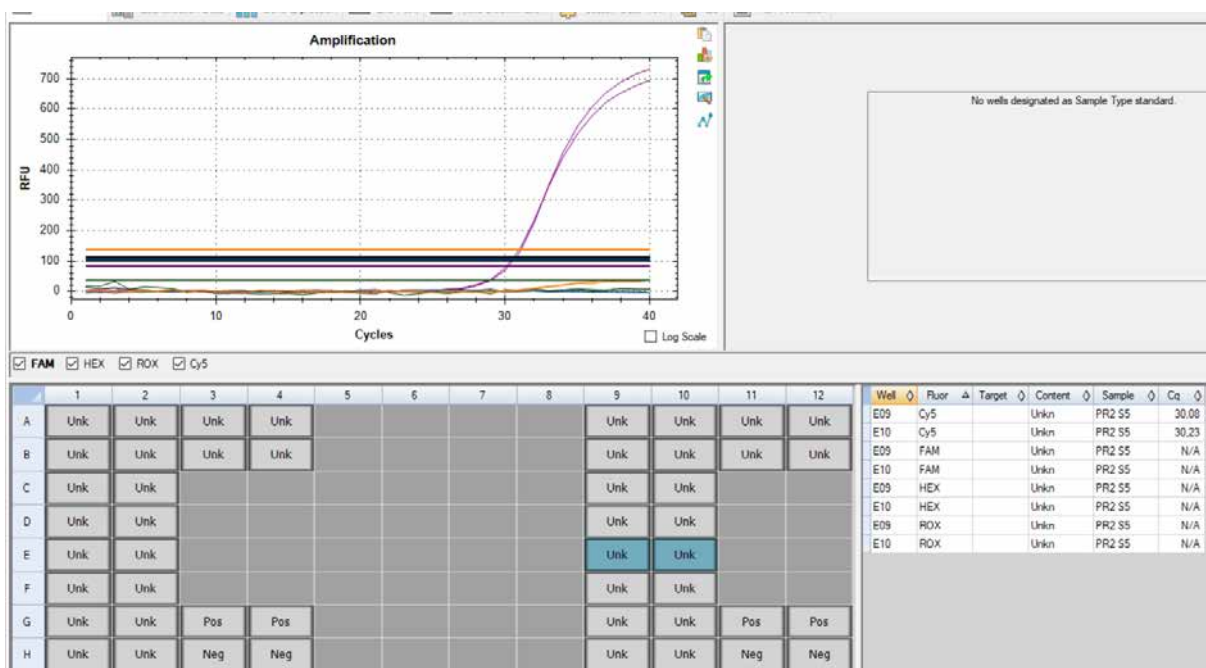 Amplification
700
600
500
400
300
200
100
0
RFU
0 10 20 30 40
Cycles
Log Scale
No wells designated as Sample Type standard.
FAM HEX ROX Cy5
1 2 3 4 5 6 7 8 9 10 11 12
A Unk Unk Unk Unk Unk Unk Unk Unk
B Unk Unk Unk Unk Unk Unk Unk Unk
C Unk Unk Unk Unk
D Unk Unk Unk Unk
E Unk Unk Unk Unk
F Unk Unk Unk Unk
G Unk Unk Pos Pos Unk Unk Pos Pos
H Unk Unk Neg Neg Unk Unk Neg Neg
Well Fluor Target Content Sample Cq
E09 Cy5 Unkn PR2 S5 30,08
E10 Cy5 Unkn PR2 S5 30,23
E09 FAM Unkn PR2 S5 N/A
E10 FAM Unkn PR2 S5 N/A
E09 HEX Unkn PR2 S5 N/A
E10 HEX Unkn PR2 S5 N/A
E09 ROX Unkn PR2 S5 N/A
E10 ROX Unkn PR2 S5 N/A